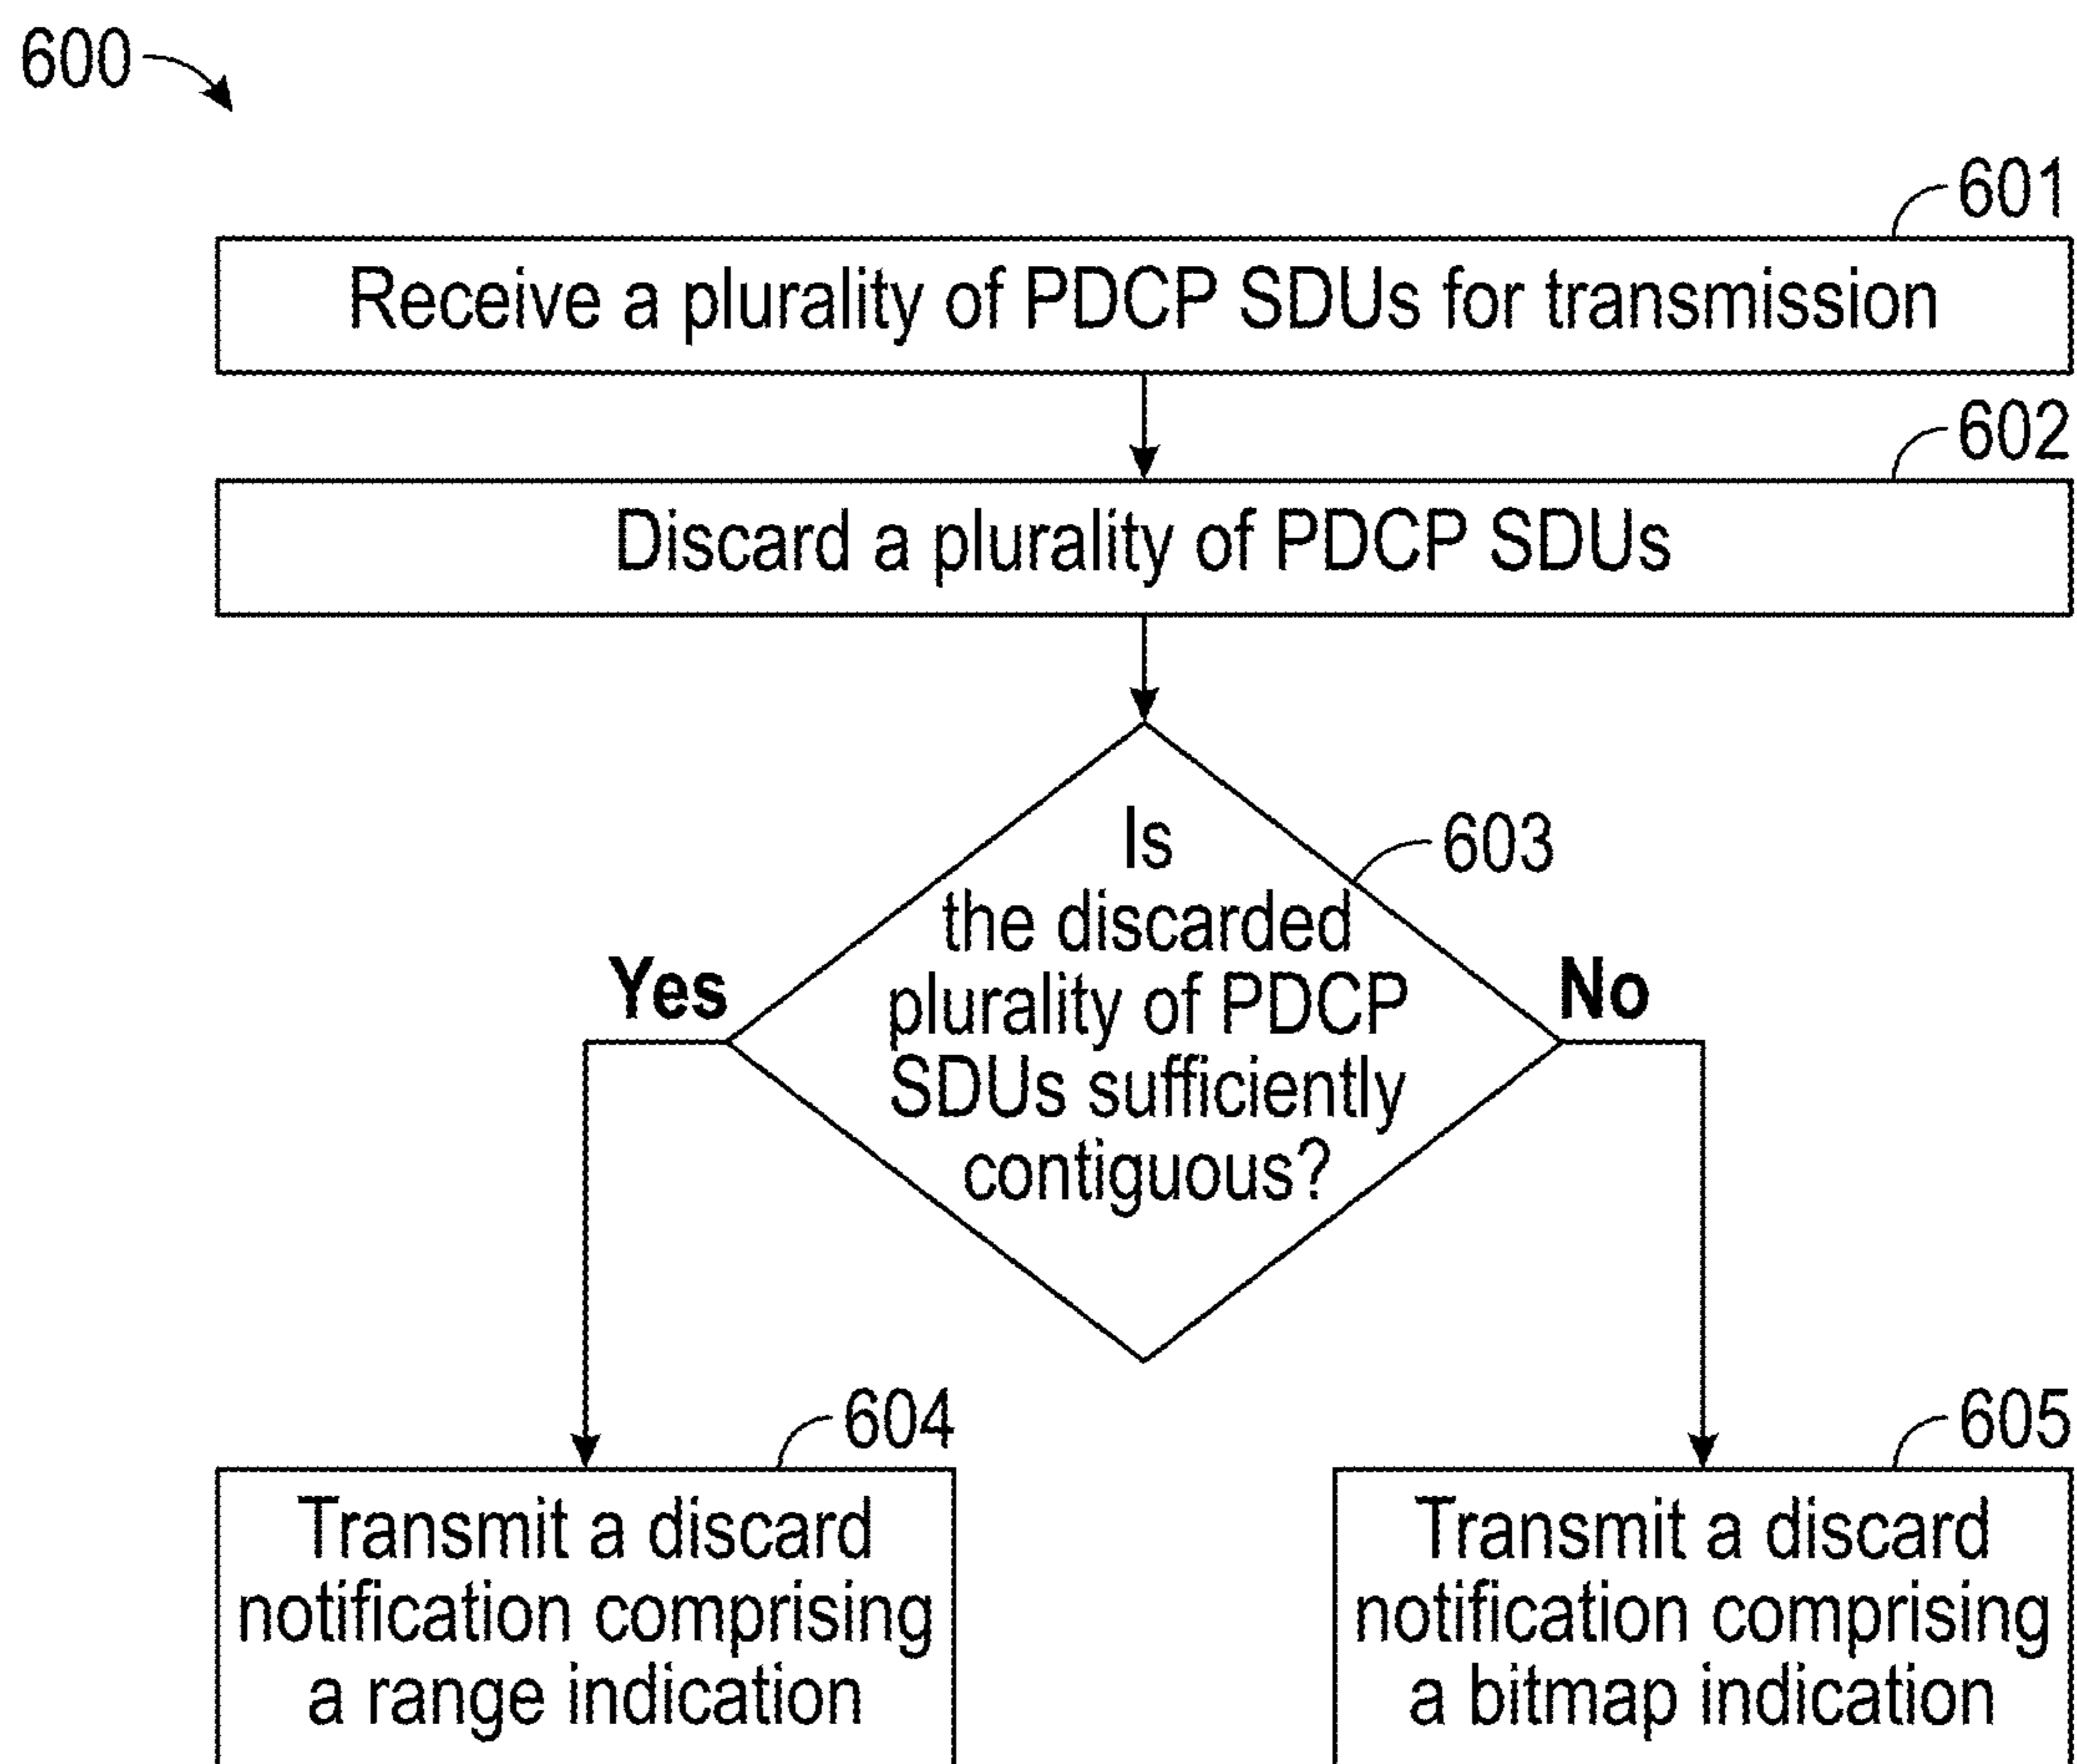 600
601
Receive a plurality of PDCP SDUs for transmission
602
Discard a plurality of PDCP SDUs
603
Is
the discarded
plurality of PDCP
SDUs sufficiently
contiguous?
Yes
No
604
Transmit a discard
notification comprising
a range indication
605
Transmit a discard
notification comprising
a bitmap indication